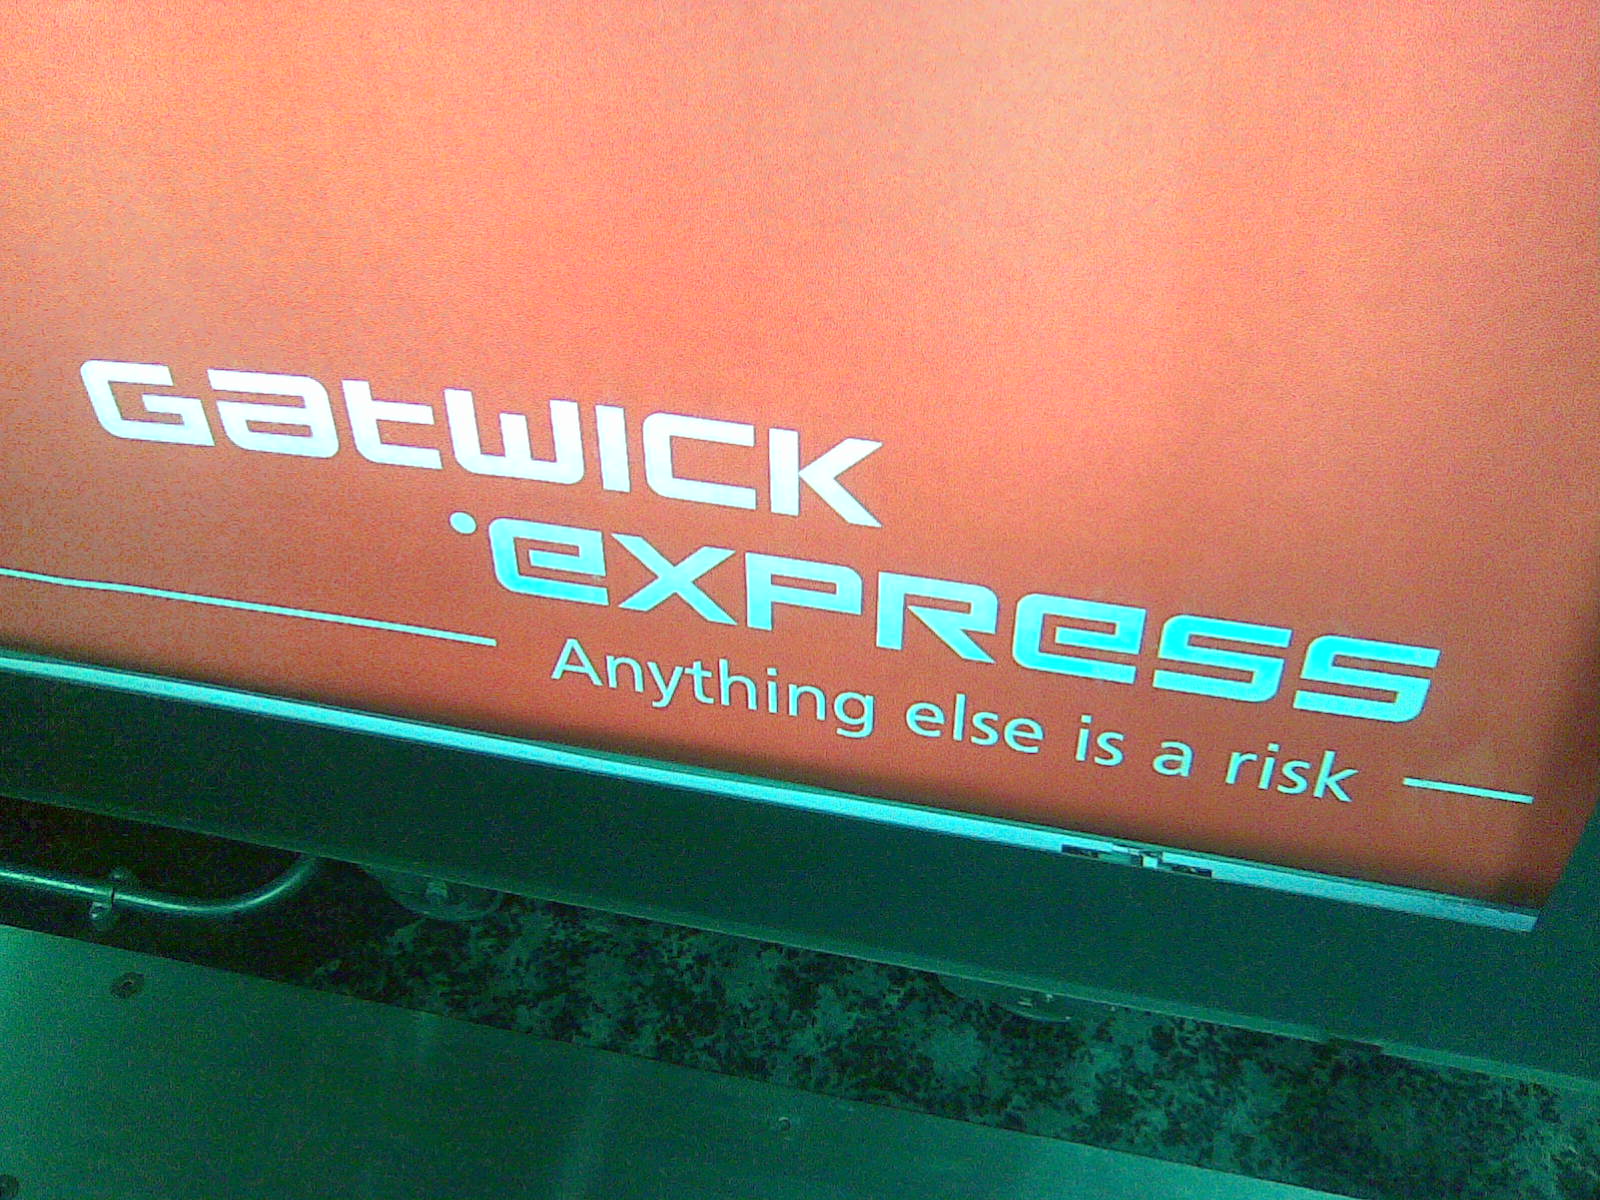 Gatwick
express
Anything else is a risk